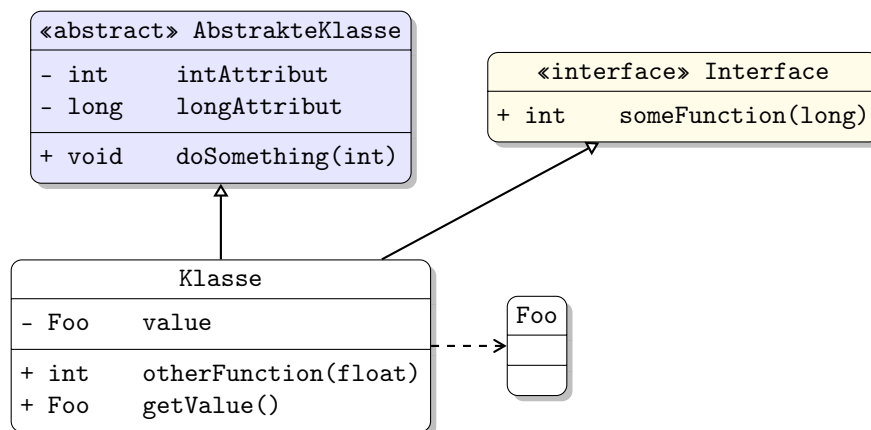 «abstract» AbstrakteKlasse
- int intAttribut
- long longAttribut
+ void doSomething(int)
«interface» Interface
+ int someFunction(long)
Klasse
- Foo value
+ int otherFunction(float)
+ Foo getValue()
Foo